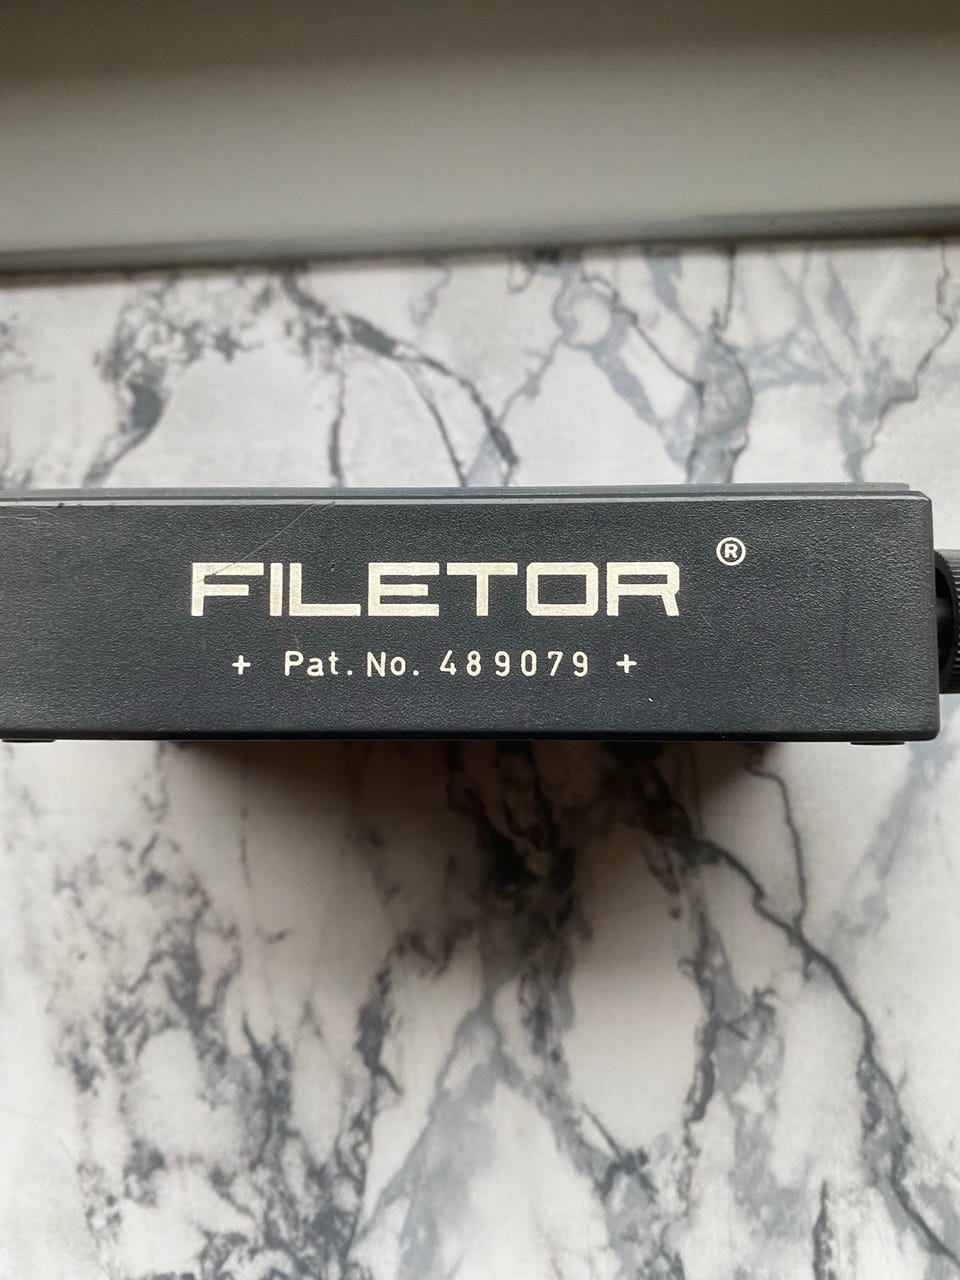 FILETOR ®
+ Pat. No. 489079 +